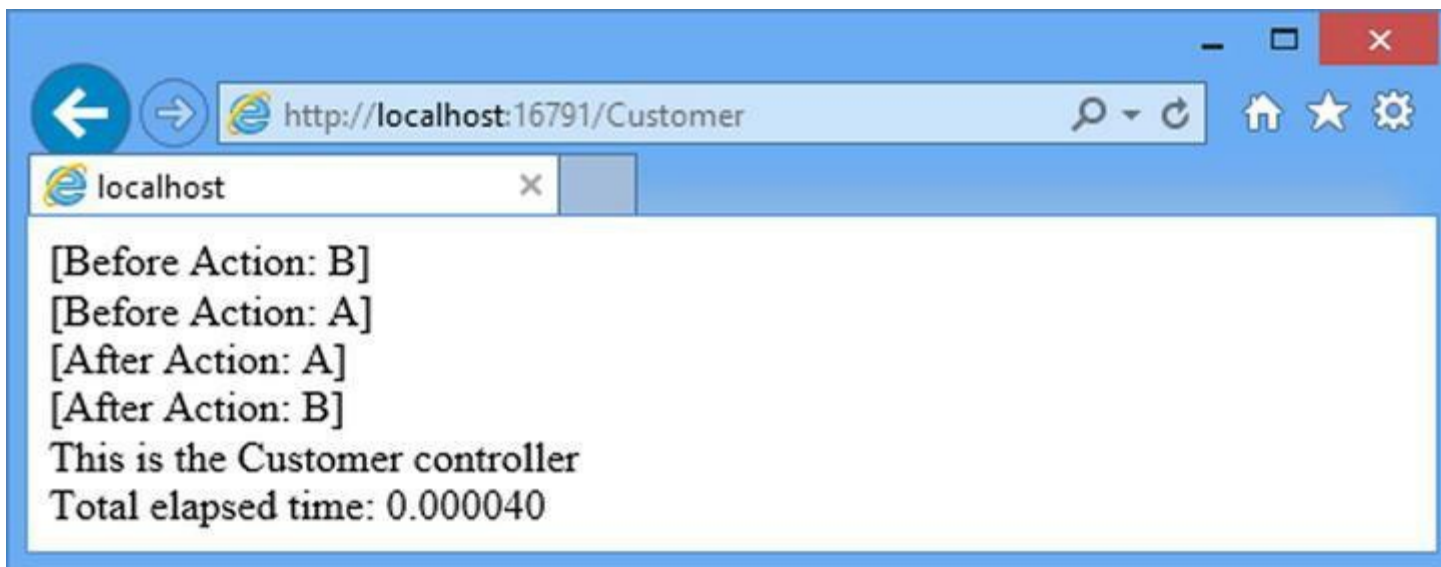 http://localhost:16791/Customer
localhost
[Before Action: B]
[Before Action: A]
[After Action: A]
[After Action: B]
This is the Customer controller
Total elapsed time: 0.000040